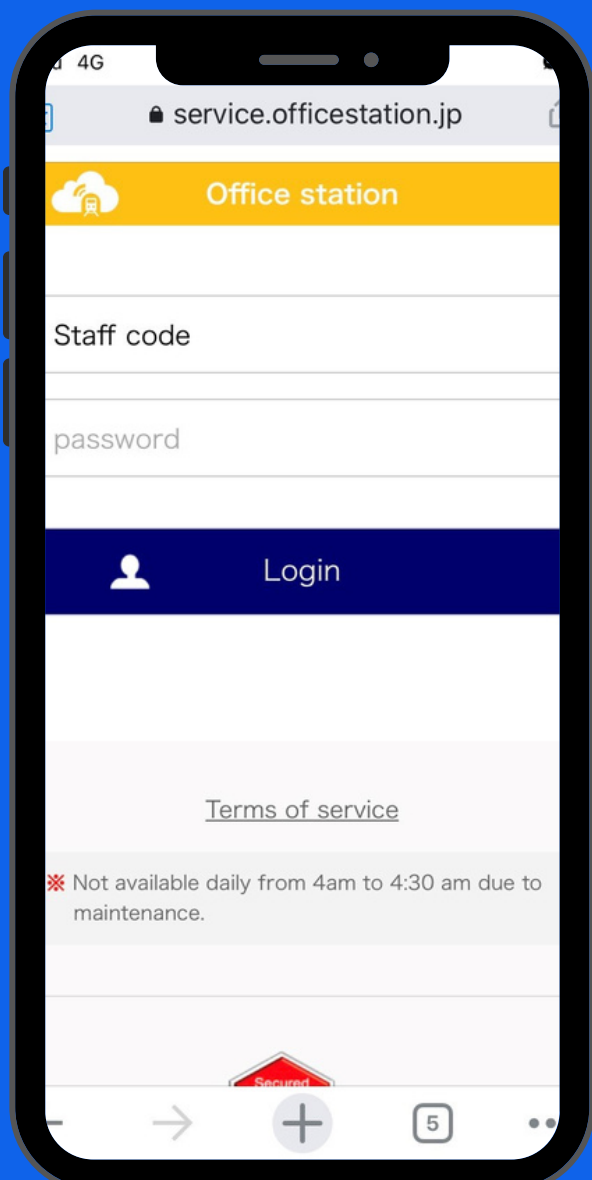 4G
service.officestation.jp
Office station
Staff code
password
Login
Terms of service
※ Not available daily from 4am to 4:30 am due to
maintenance.
Secured
5